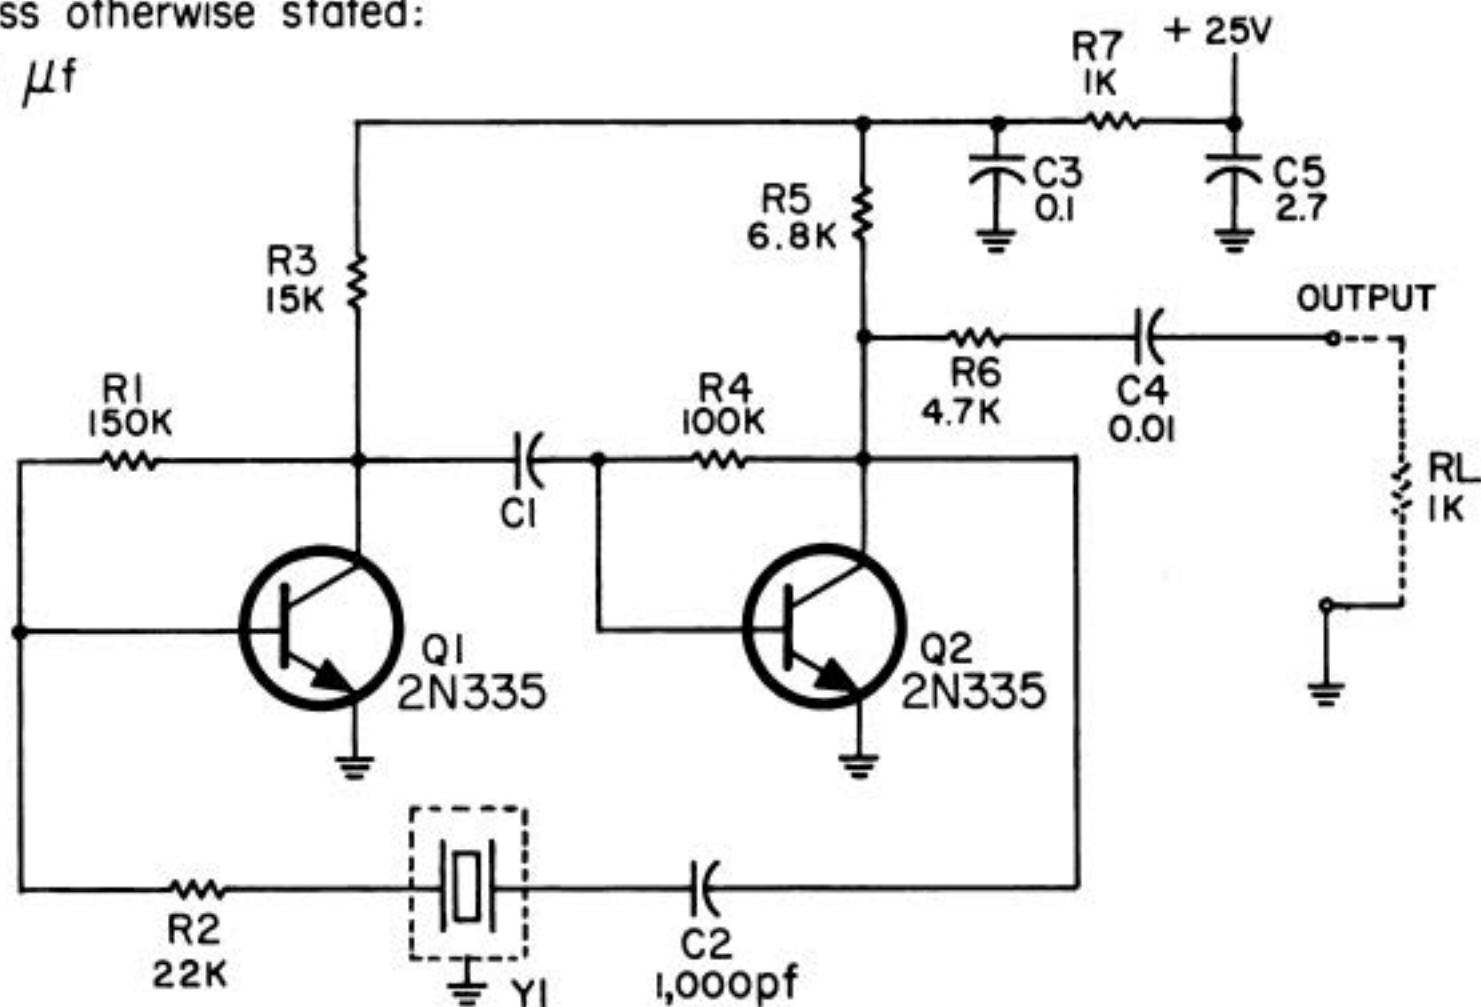 ss otherwise stated:
μf
+ 25V
R7
1K
C3
0.1
C5
2.7
R5
6.8K
R3
15K
OUTPUT
R1
150K
R4
100K
R6
4.7K
C4
0.01
C1
RL
1K
Q1
2N335
Q2
2N335
R2
22K
Y1
C2
1,000pf